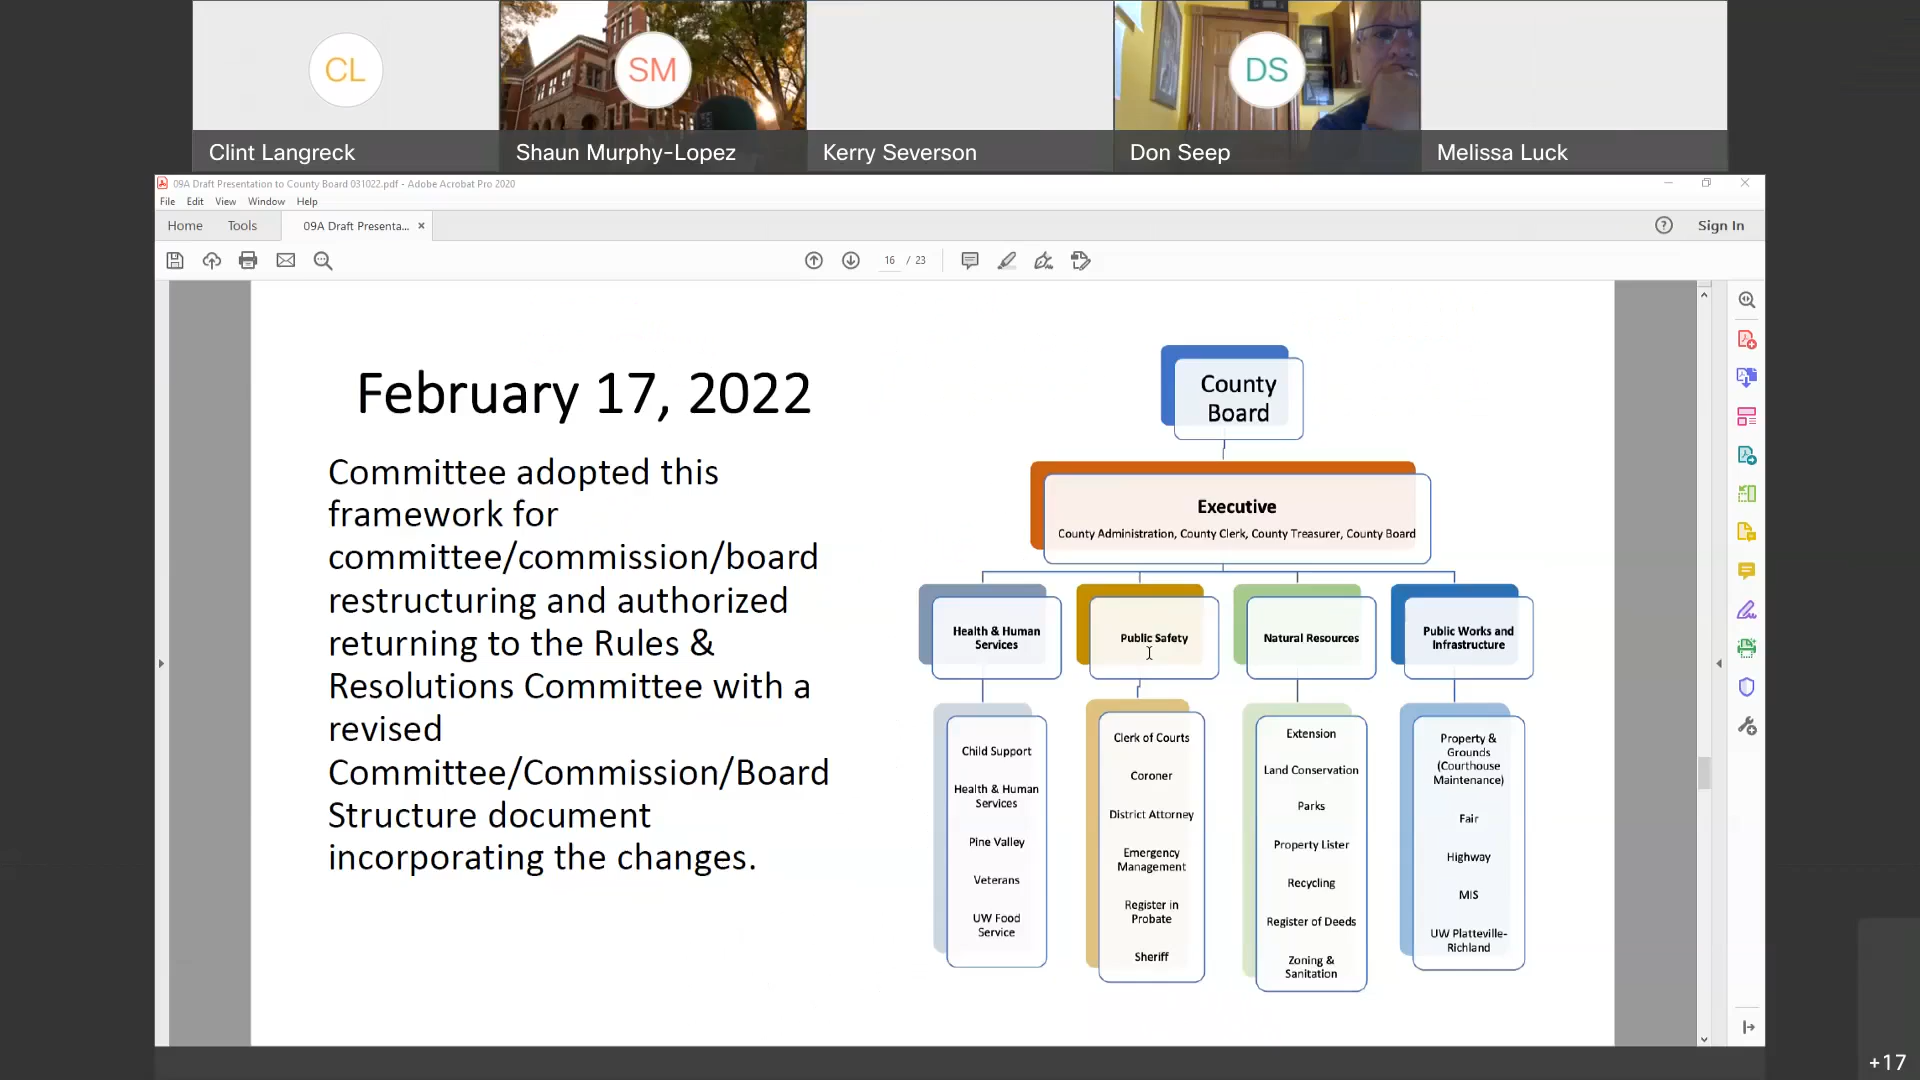 CL
SM
DS
Clint Langreck
Shaun Murphy-Lopez
Kerry Severson
Don Seep
Melissa Luck
09A Draft Presentation to County Board 031022.pdf - Adobe Acrobat Pro 2020
File Edit View Window Help
Home Tools 09A Draft Presenta... × Sign In
16 / 23
February 17, 2022
Committee adopted this
framework for
committee/commission/board
restructuring and authorized
returning to the Rules &
Resolutions Committee with a
revised
Committee/Commission/Board
Structure document
incorporating the changes.
County
Board
Executive
County Administration, County Clerk, County Treasurer, County Board
Health & Human
Services
Public Safety
Natural Resources
Public Works and
Infrastructure
Child Support
Health & Human
Services
Pine Valley
Veterans
UW Food
Service
Clerk of Courts
Coroner
District Attorney
Emergency
Management
Register in
Probate
Sheriff
Extension
Land Conservation
Parks
Property Lister
Recycling
Register of Deeds
Zoning &
Sanitation
Property &
Grounds
(Courthouse
Maintenance)
Fair
Highway
MIS
UW Platteville-
Richland
+17